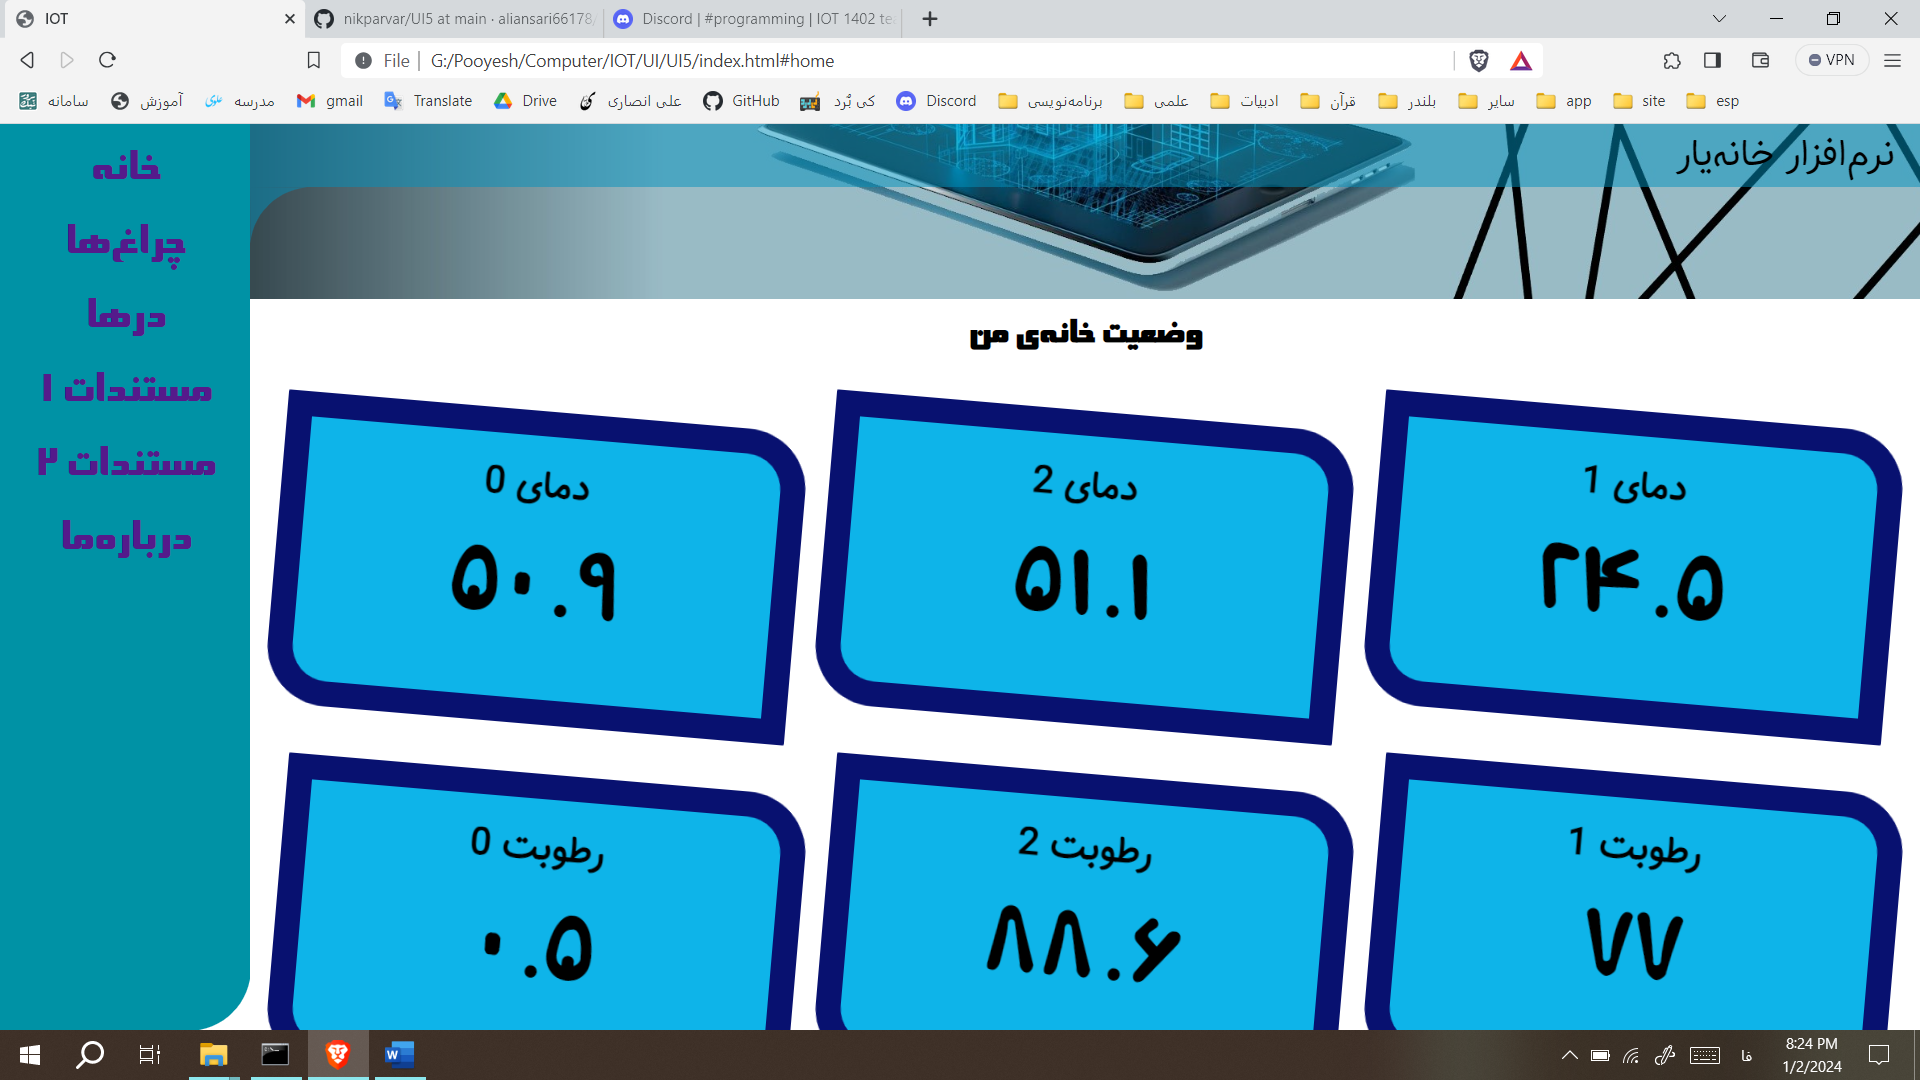 IOT
nikparvar/UI5 at main · aliansari66178/
Discord | #programming | IOT 1402 te
File | G:/Pooyesh/Computer/IOT/UI/UI5/index.html#home
VPN
سامانه
آموزش
مدرسه
gmail
Translate
Drive
علی انصاری
GitHub
کی بُرد
Discord
برنامه‌نویسی
علمی
ادبیات
قرآن
بلندر
سایر
app
site
esp
نرم‌افزار خانه‌یار
خانه
چراغ‌ها
درها
مستندات ۱
مستندات ۲
درباره‌ما
وضعیت خانه‌ی من
دمای 0
۵۰.۹
دمای 2
۵۱.۱
دمای 1
۲۴.۵
رطوبت 0
۰.۵
رطوبت 2
۸۸.۶
رطوبت 1
۷۷
فا
8:24 PM
1/2/2024